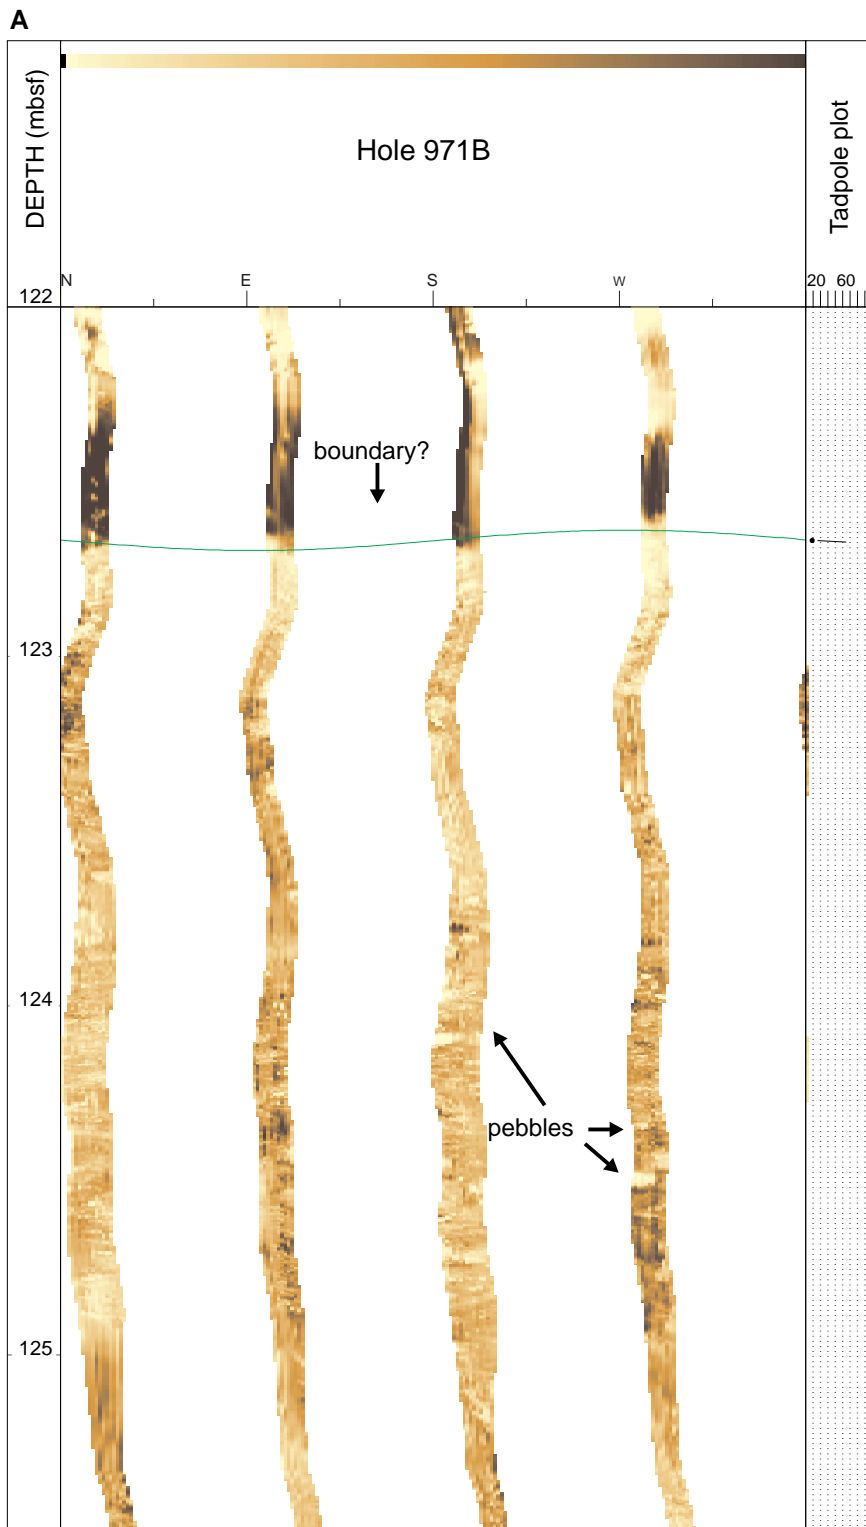 A
DEPTH (mbsf)
Hole 971B
Tadpole plot
N E S W
20 60
122
boundary?
123
124
pebbles
125